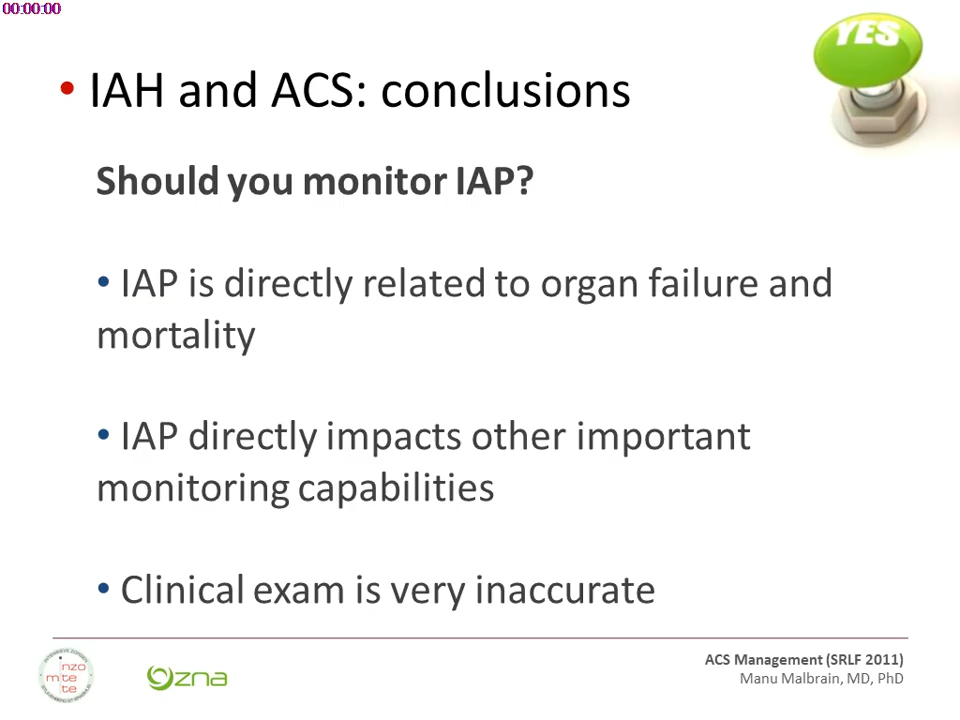 00:00:00
YES
• IAH and ACS: conclusions
Should you monitor IAP?
• IAP is directly related to organ failure and
mortality
• IAP directly impacts other important
monitoring capabilities
• Clinical exam is very inaccurate
ACS Management (SRLF 2011)
Manu Malbrain, MD, PhD
zna